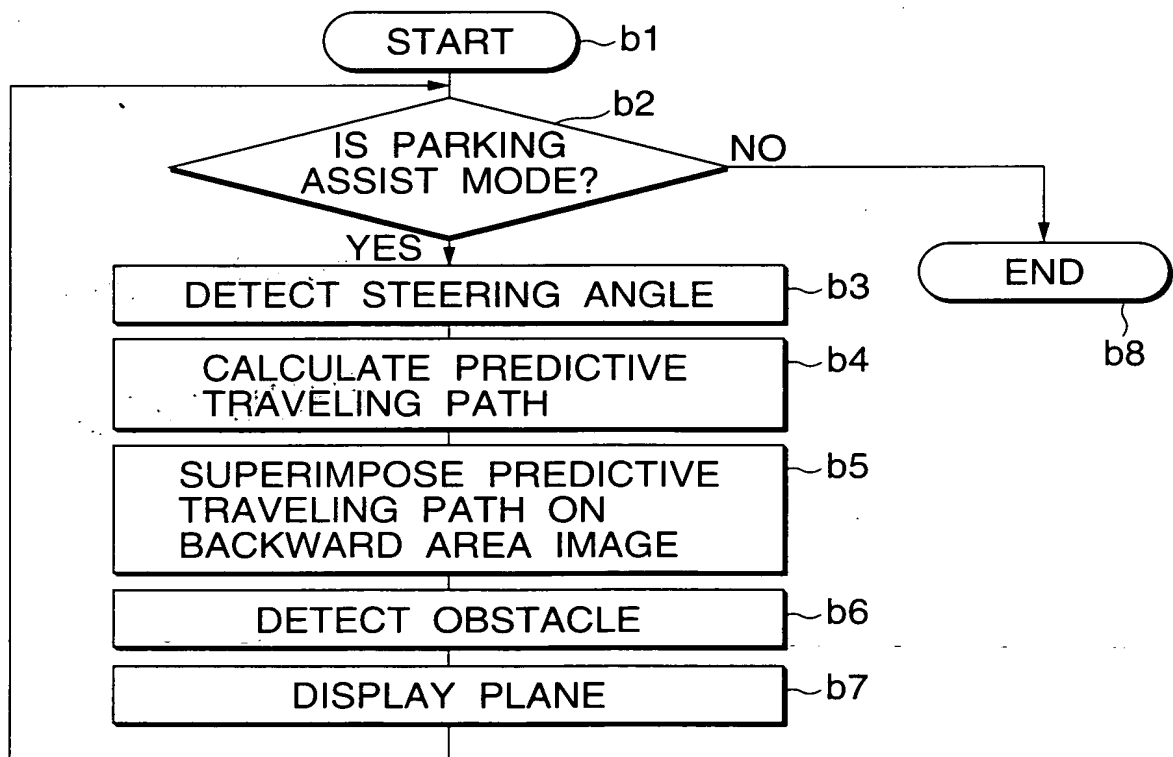 START
b1
b2
IS PARKING
ASSIST MODE?
NO
YES
END
b8
DETECT STEERING ANGLE
b3
CALCULATE PREDICTIVE
TRAVELING PATH
b4
SUPERIMPOSE PREDICTIVE
TRAVELING PATH ON
BACKWARD AREA IMAGE
b5
DETECT OBSTACLE
b6
DISPLAY PLANE
b7